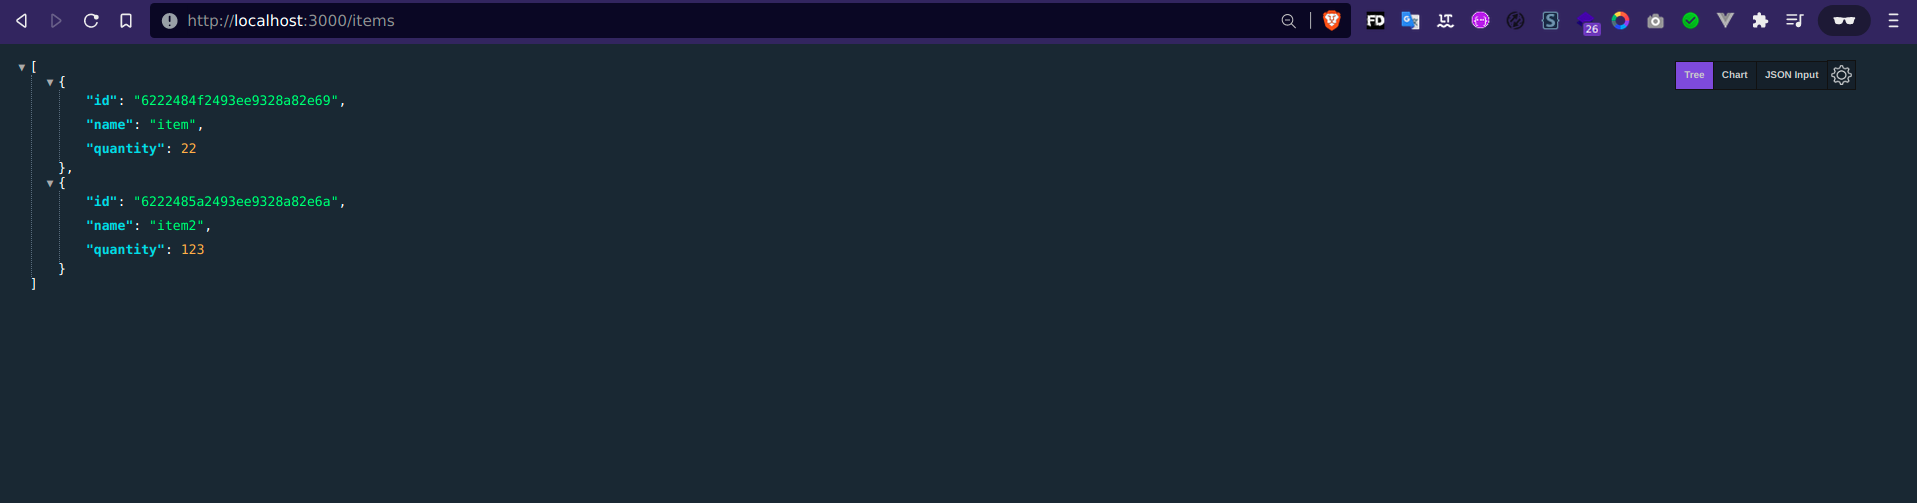 http://localhost:3000/items
FD
LT
S
26
Tree Chart JSON Input
[
{
"id": "6222484f2493ee9328a82e69",
"name": "item",
"quantity": 22
},
{
"id": "6222485a2493ee9328a82e6a",
"name": "item2",
"quantity": 123
}
]